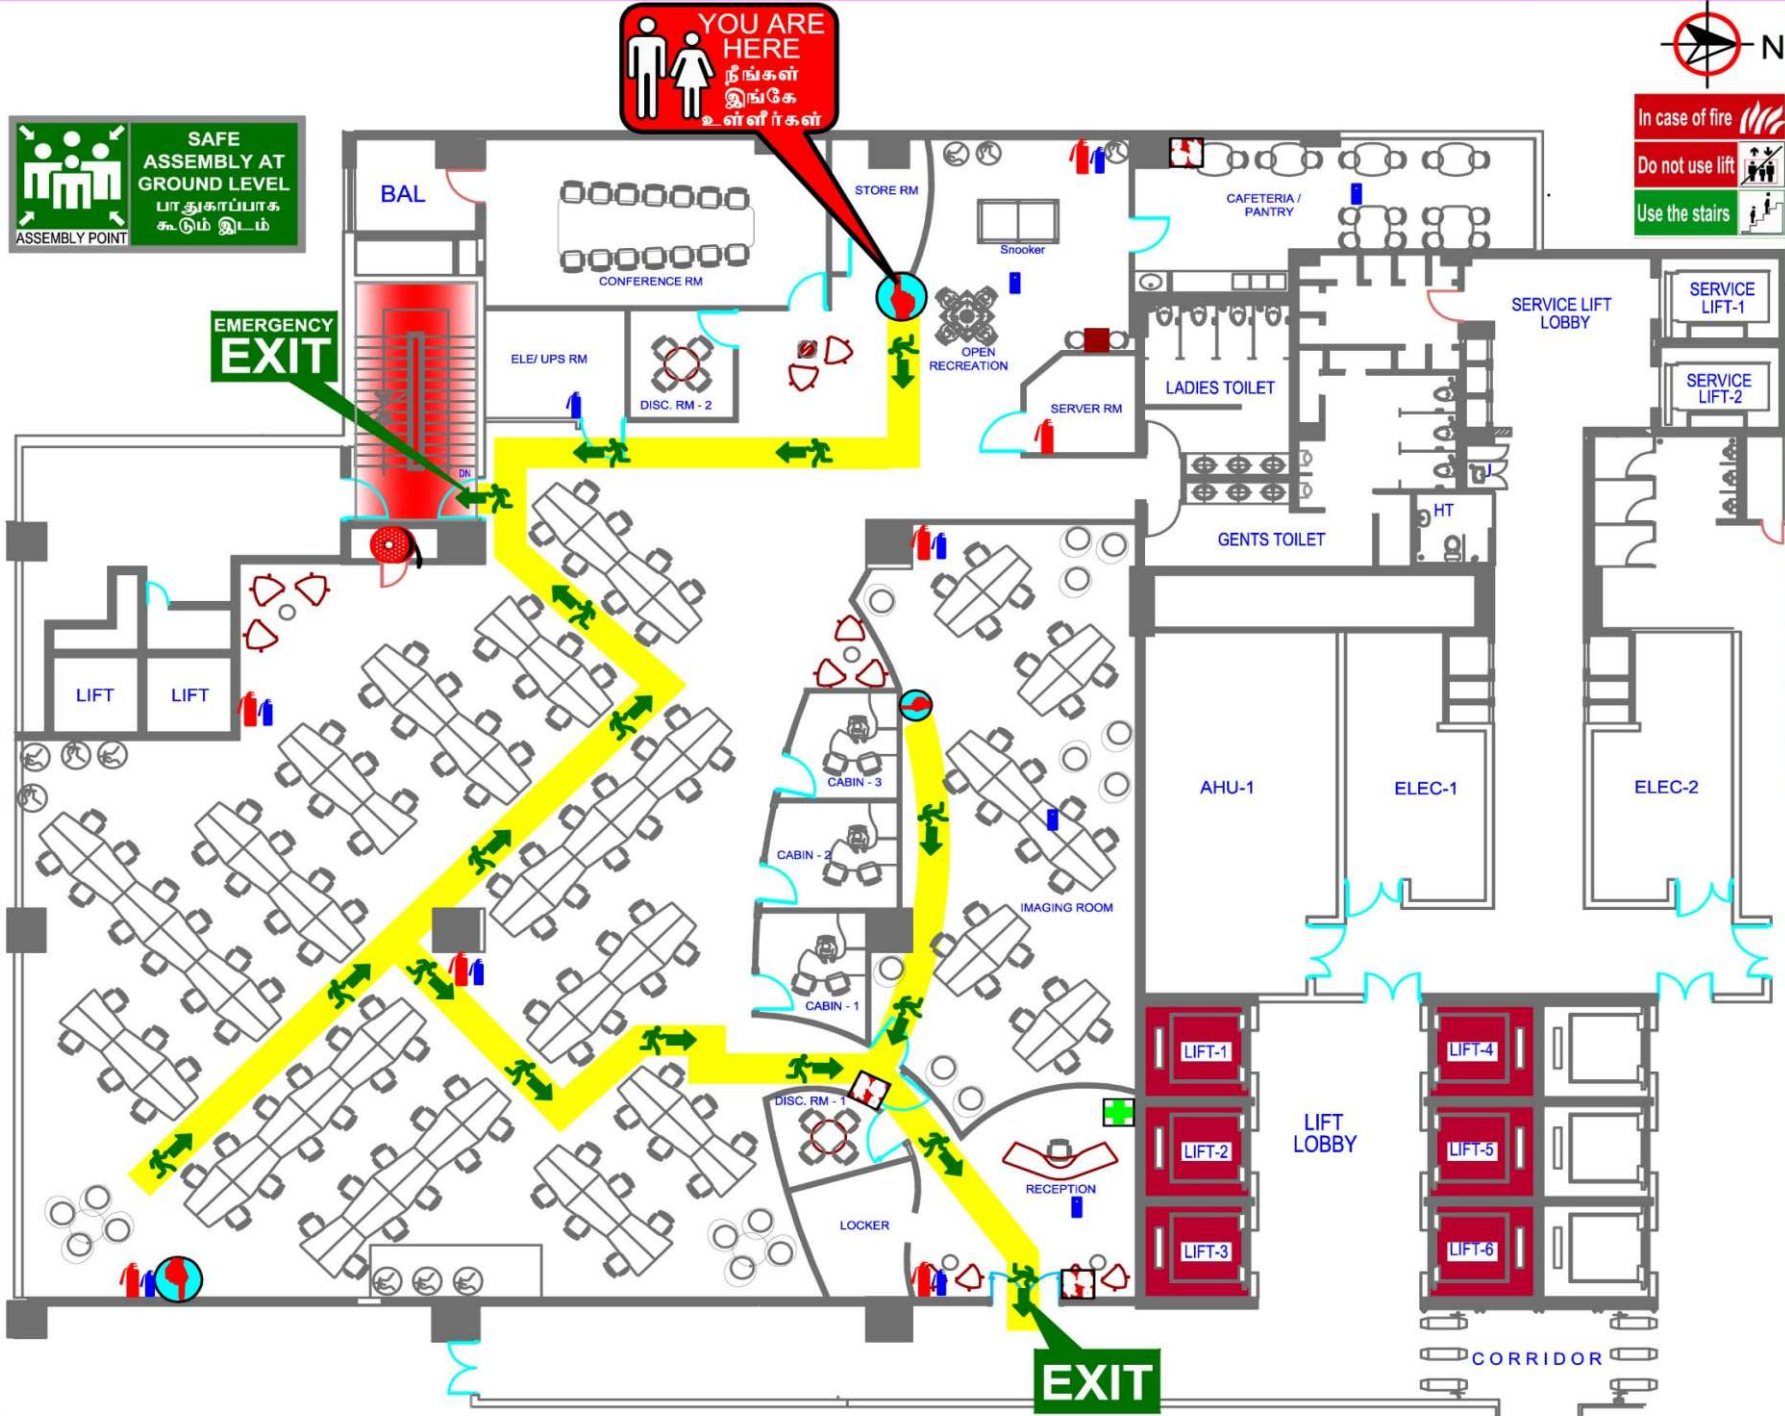 YOU ARE
HERE
நீங்கள்
இங்கே
உள்ளீர்கள்
N
In case of fire
Do not use lift
Use the stairs
SAFE
ASSEMBLY AT
GROUND LEVEL
பாதுகாப்பாக
கூடும் இடம்
ASSEMBLY POINT
BAL
STORE RM
CONFERENCE RM
Snooker
CAFETERIA /
PANTRY
SERVICE LIFT
LOBBY
SERVICE
LIFT-1
SERVICE
LIFT-2
EMERGENCY
EXIT
ELE/ UPS RM
DISC. RM - 2
OPEN
RECREATION
SERVER RM
LADIES TOILET
DN
HT
GENTS TOILET
LIFT
LIFT
CABIN - 3
CABIN - 2
CABIN - 1
IMAGING ROOM
AHU-1
ELEC-1
ELEC-2
LIFT-1
LIFT-4
DISC. RM - 1
LIFT
LOBBY
LIFT-2
LIFT-5
RECEPTION
LOCKER
LIFT-3
LIFT-6
EXIT
CORRIDOR